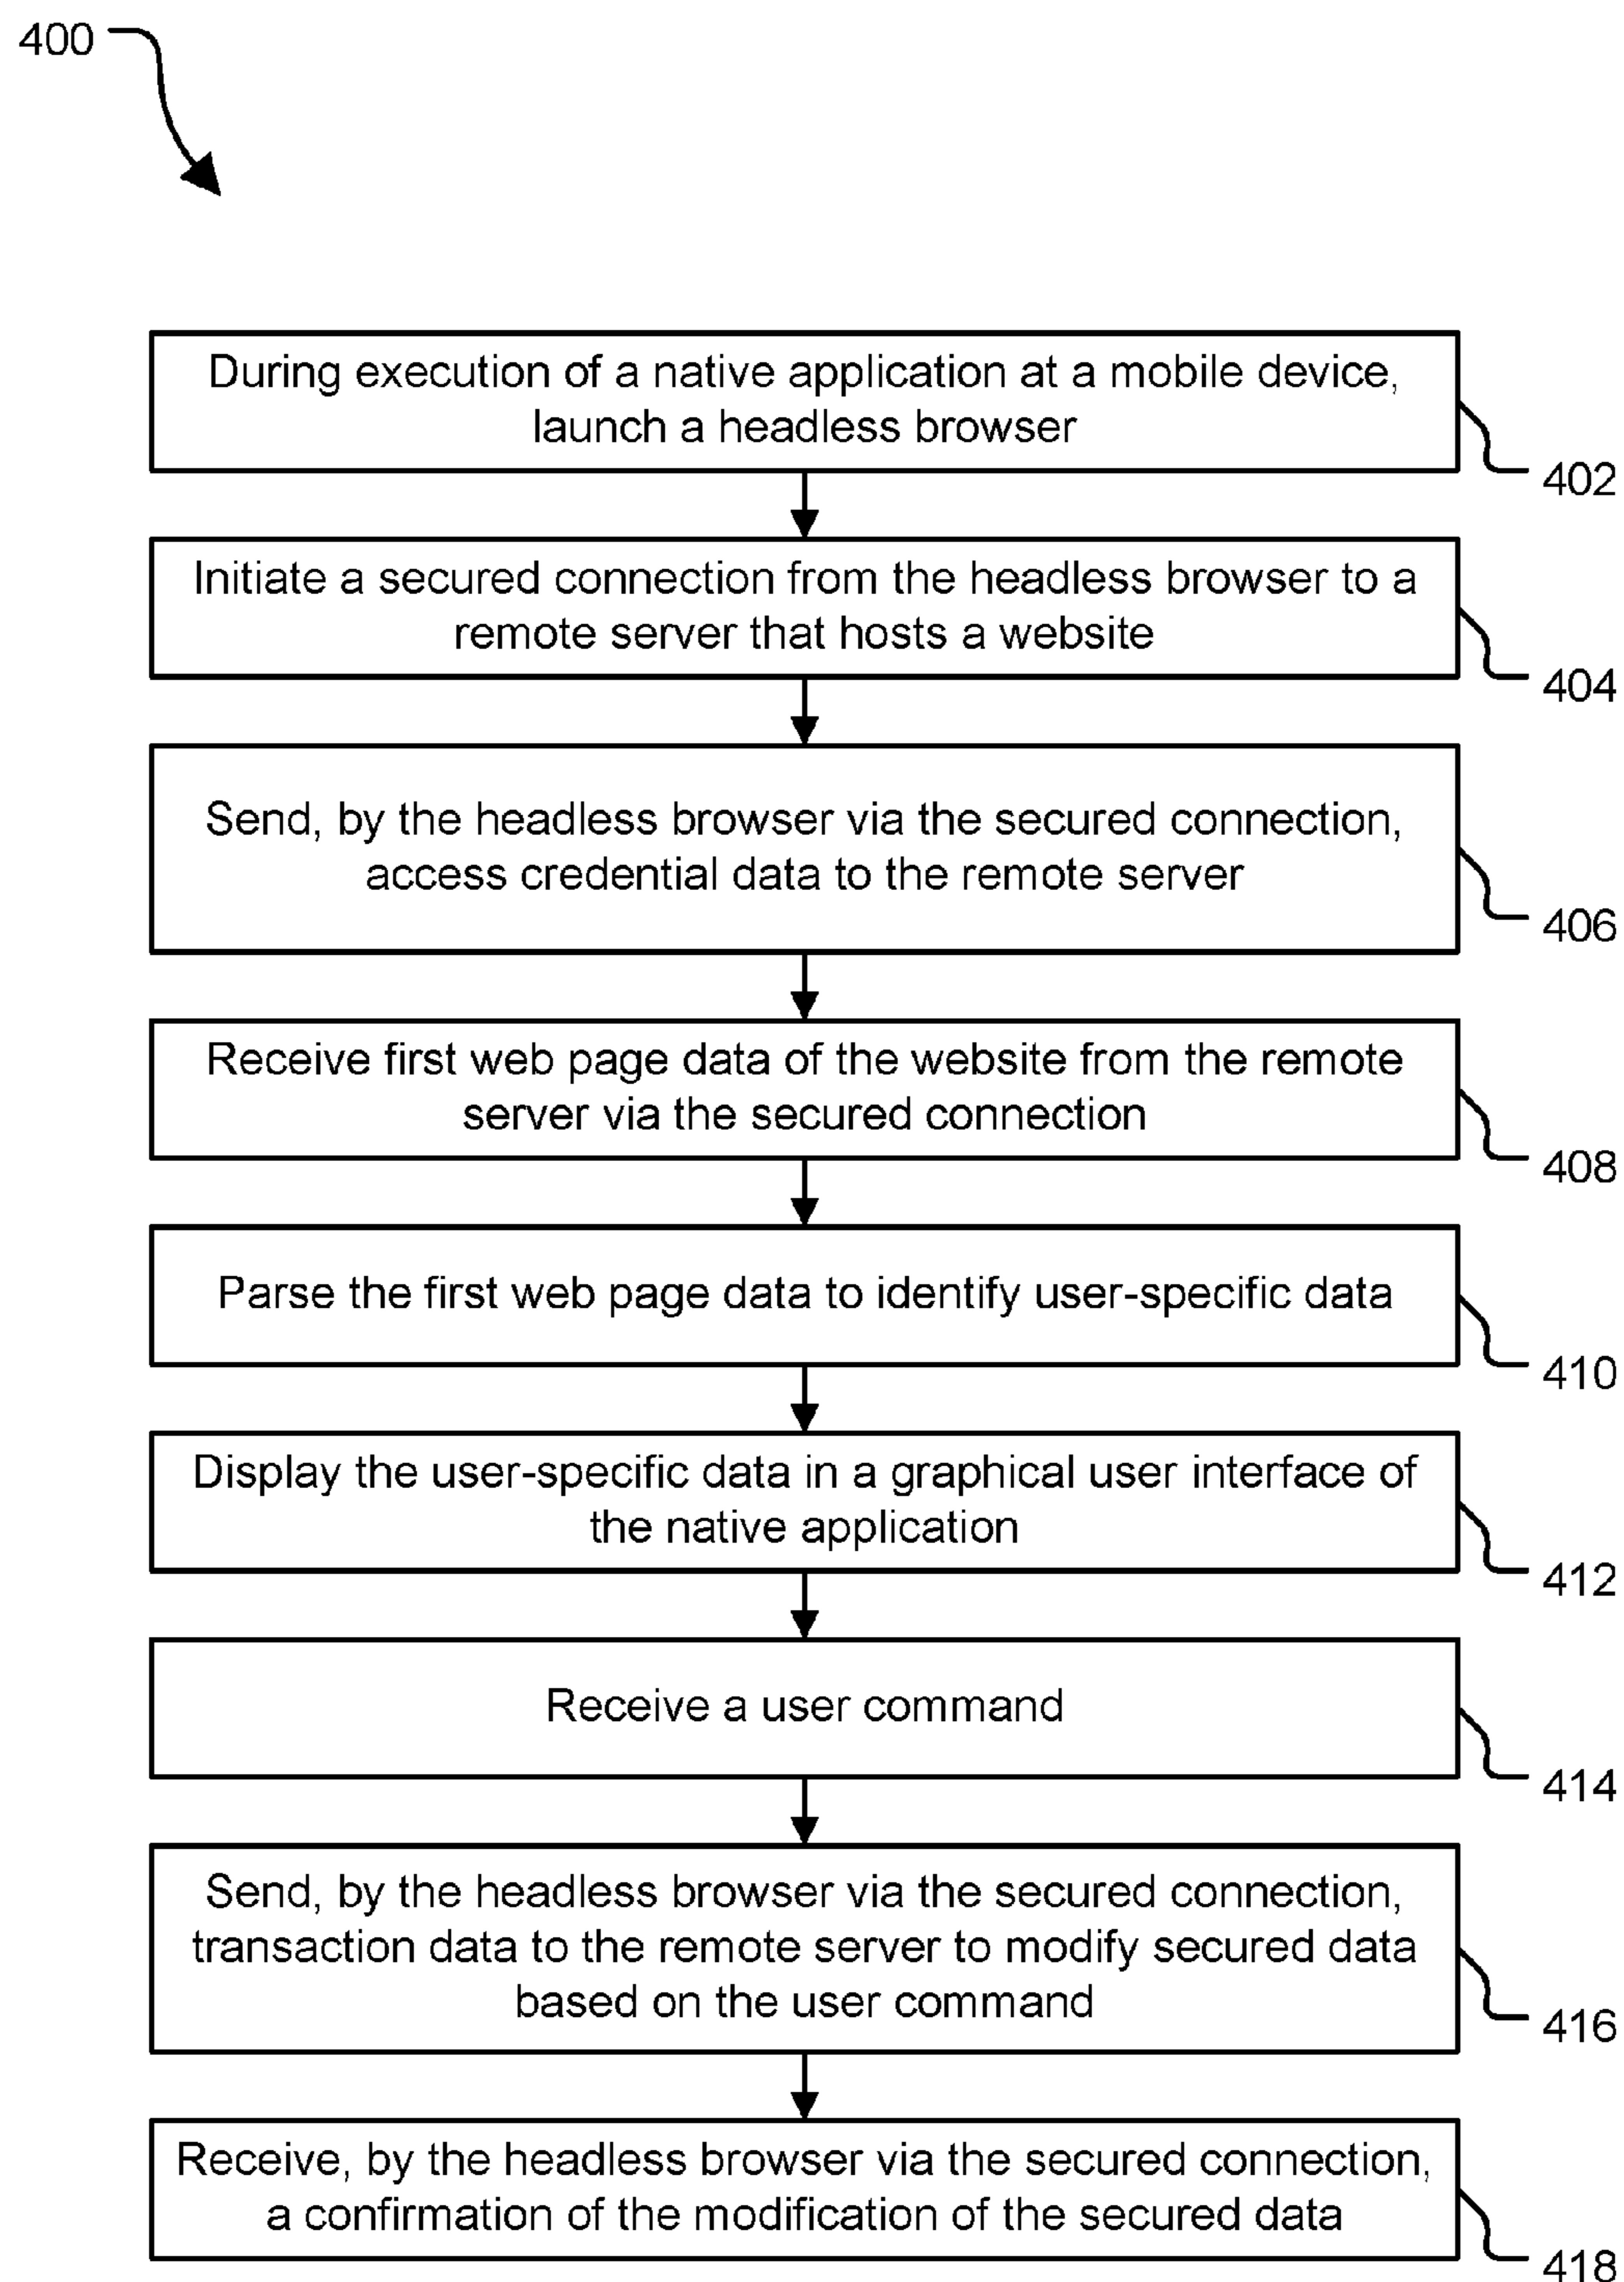 400
During execution of a native application at a mobile device,
launch a headless browser
402
Initiate a secured connection from the headless browser to a
remote server that hosts a website
404
Send, by the headless browser via the secured connection,
access credential data to the remote server
406
Receive first web page data of the website from the remote
server via the secured connection
408
Parse the first web page data to identify user-specific data
410
Display the user-specific data in a graphical user interface of
the native application
412
Receive a user command
414
Send, by the headless browser via the secured connection,
transaction data to the remote server to modify secured data
based on the user command
416
Receive, by the headless browser via the secured connection,
a confirmation of the modification of the secured data
418